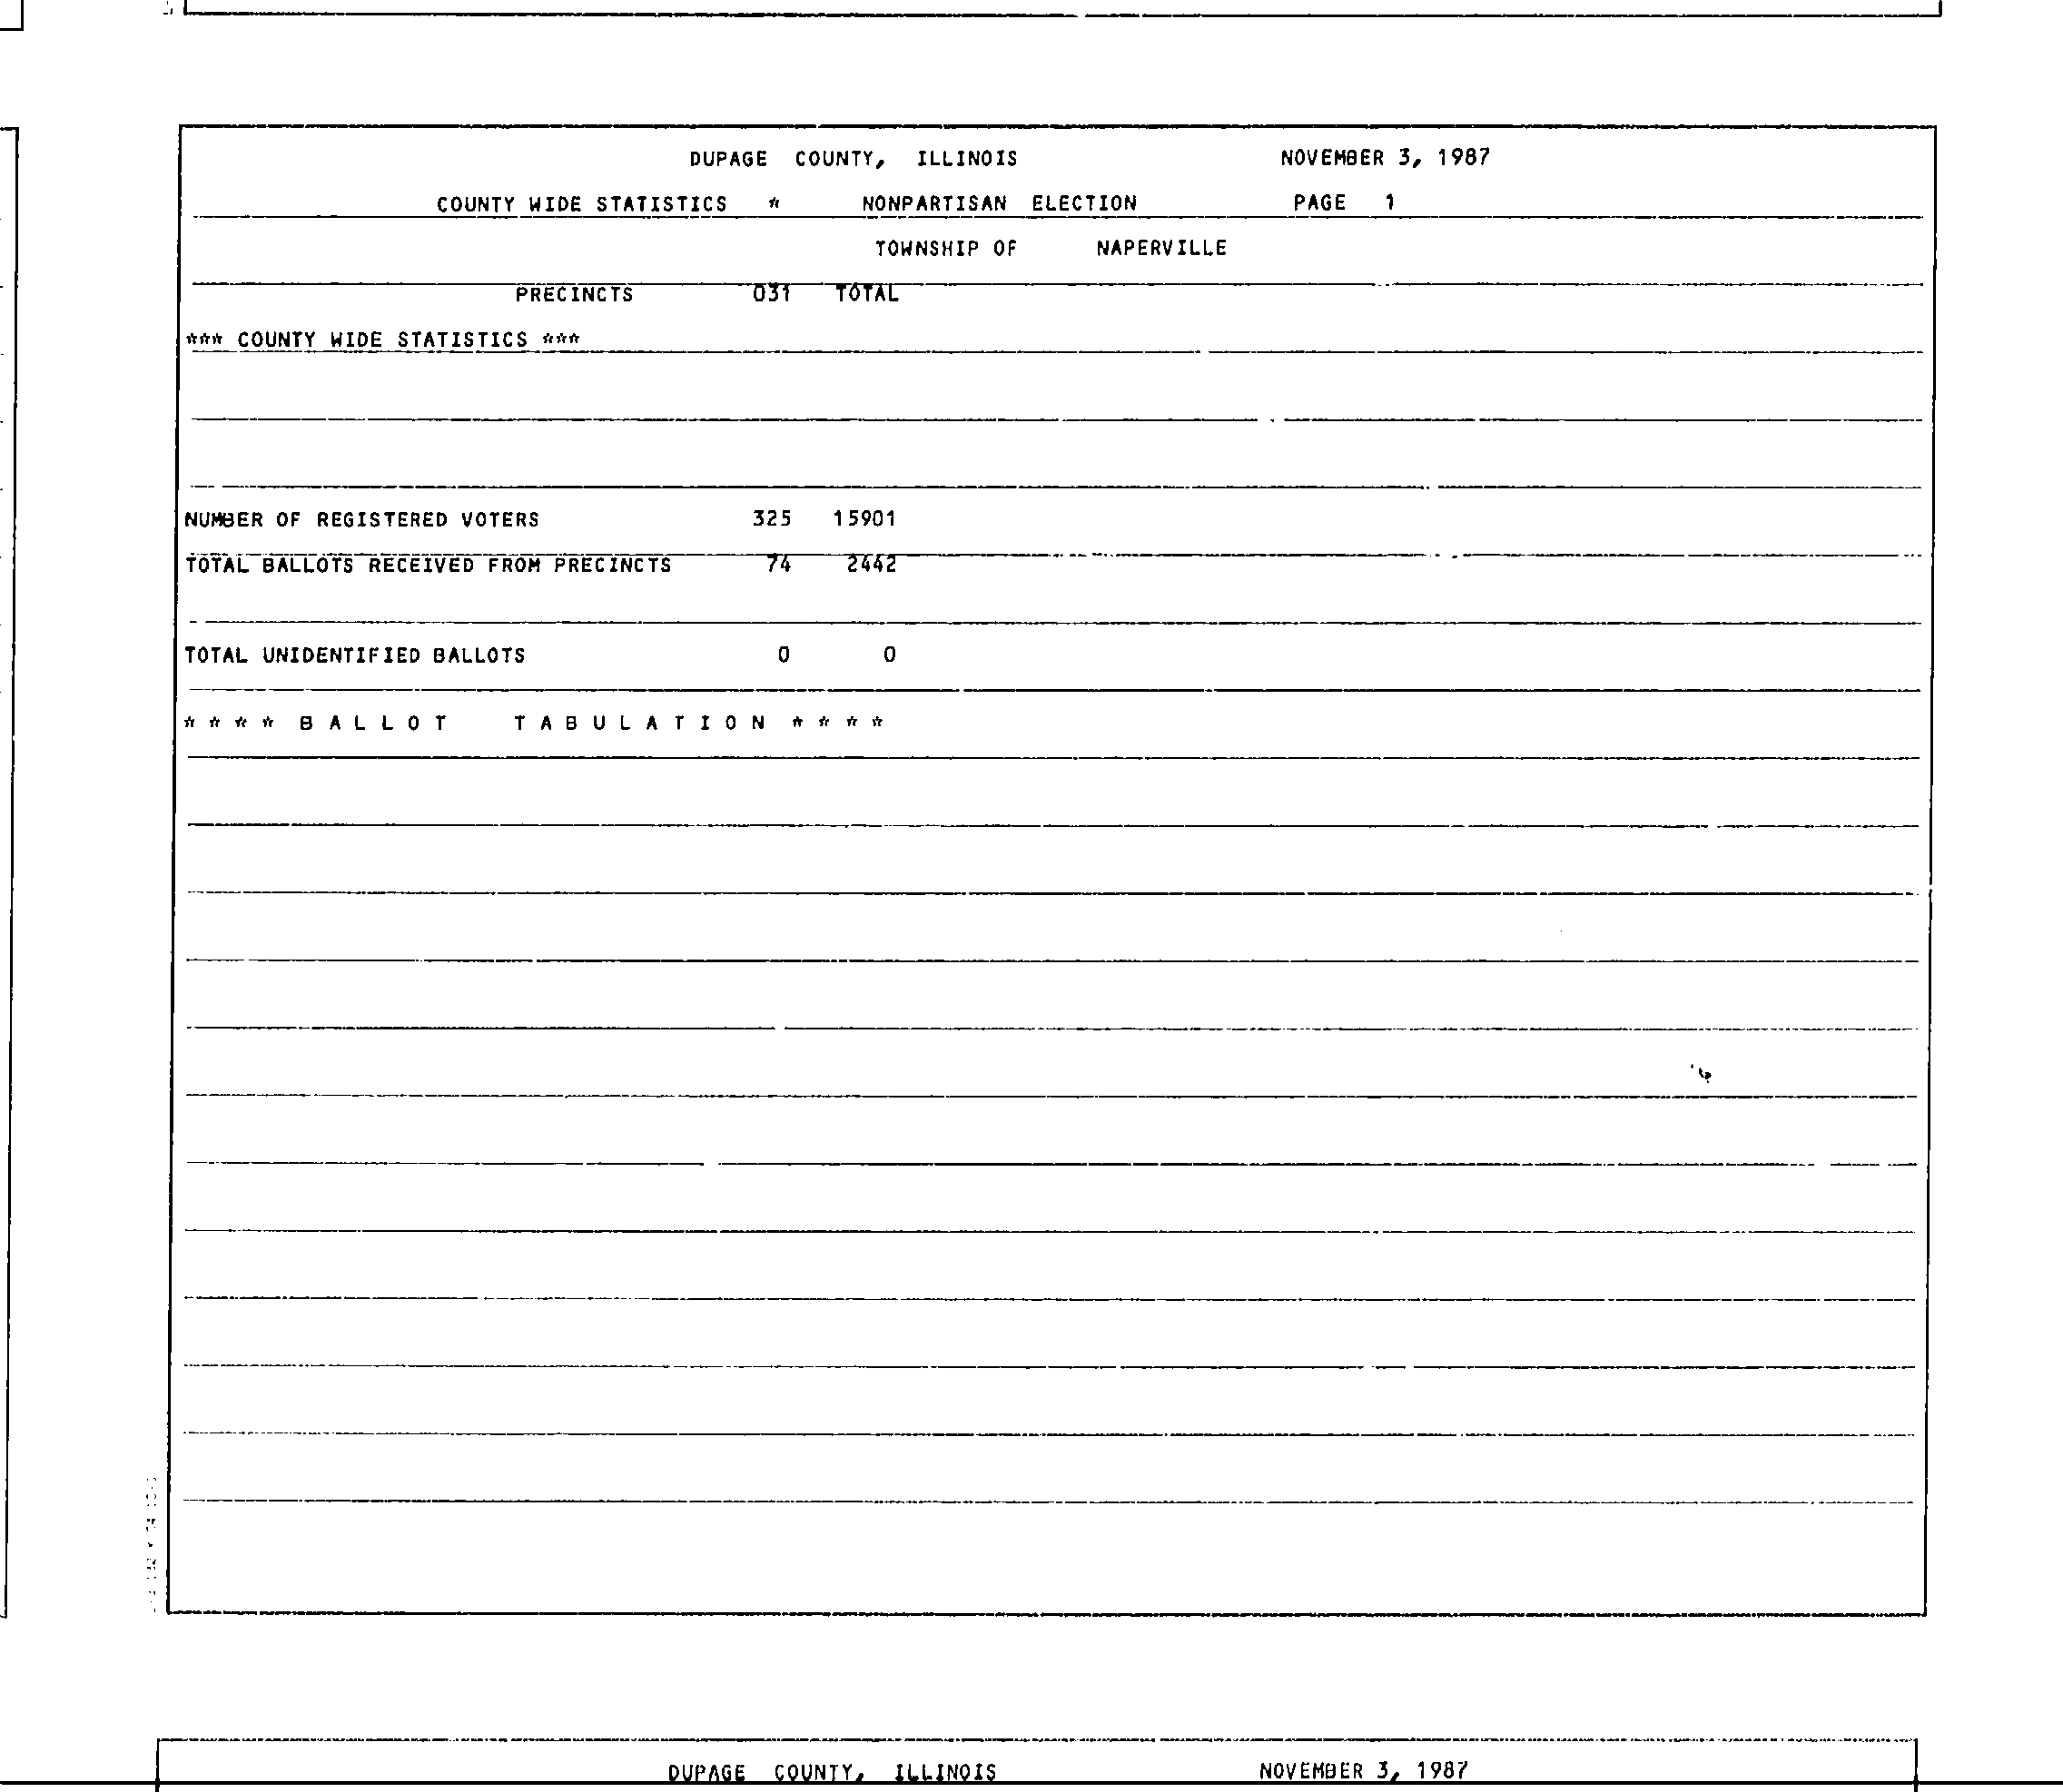 DUPAGE COUNTY, ILLINOIS NOVEMBER 3, 1987
COUNTY WIDE STATISTICS * NONPARTISAN ELECTION PAGE 1
TOWNSHIP OF NAPERVILLE
PRECINCTS 031 TOTAL
*** COUNTY WIDE STATISTICS ***
NUMBER OF REGISTERED VOTERS 325 15901
TOTAL BALLOTS RECEIVED FROM PRECINCTS 74 2442
TOTAL UNIDENTIFIED BALLOTS 0 0
* * * * B A L L O T T A B U L A T I O N * * * *
DUPAGE COUNTY, ILLINOIS NOVEMBER 3, 1987